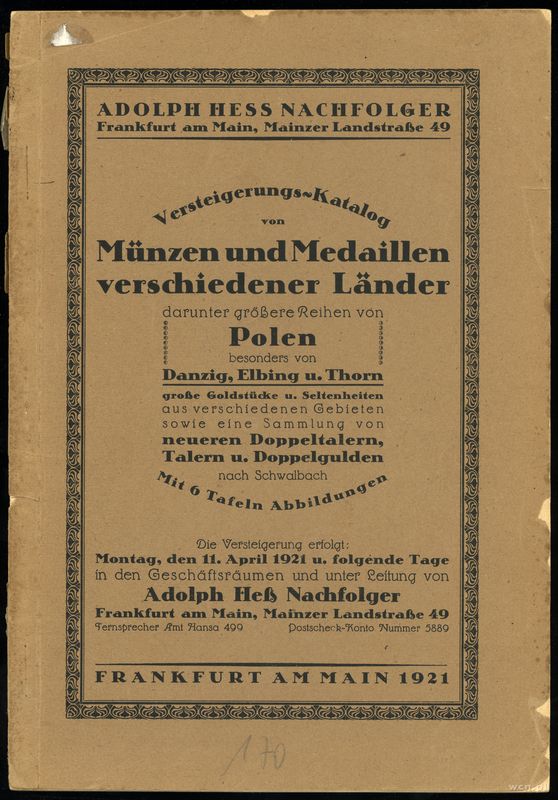 ADOLPH HESS NACHFOLGER
Frankfurt am Main, Mainzer Landstraße 49
Versteigerungs-Katalog
von
Münzen und Medaillen
verschiedener Länder
darunter größere Reihen von
Polen
besonders von
Danzig, Elbing u. Thorn
große Goldstücke u. Seltenheiten
aus verschiedenen Gebieten
sowie eine Sammlung von
neueren Doppeltalern,
Talern u. Doppelgulden
nach Schwalbach
Mit 6 Tafeln Abbildungen
Die Versteigerung erfolgt:
Montag, den 11. April 1921 u. folgende Tage
in den Geschäftsräumen und unter Leitung von
Adolph Heß Nachfolger
Frankfurt am Main, Mainzer Landstraße 49
Fernsprecher Amt Hansa 499 Postscheck-Konto Nummer 5889
FRANKFURT AM MAIN 1921
170